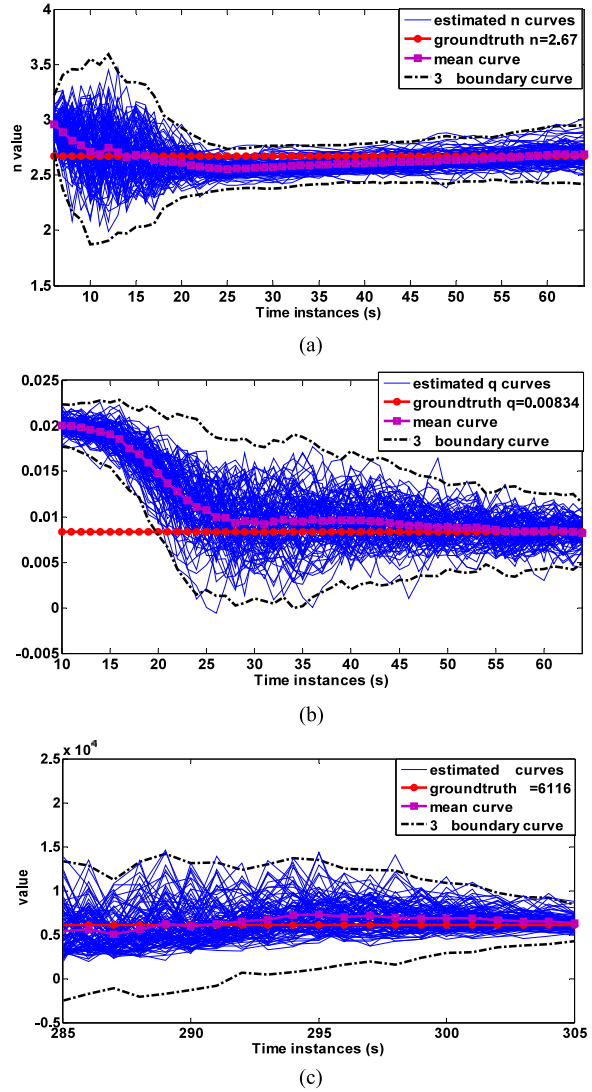 4
3.5
3
2.5
2
1.5
n value
10 15 20 25 30 35 40 45 50 55 60
Time instances (s)
estimated n curves
groundtruth n=2.67
mean curve
3 boundary curve
(a)
0.025
0.02
0.015
0.01
0.005
0
-0.005
q value
10 15 20 25 30 35 40 45 50 55 60
Time instances (s)
estimated q curves
groundtruth q=0.00834
mean curve
3 boundary curve
(b)
x 10^4
2.5
2
1.5
1
0.5
0
-0.5
value
285 290 295 300 305
Time instances (s)
estimated curves
groundtruth =6116
mean curve
3 boundary curve
(c)